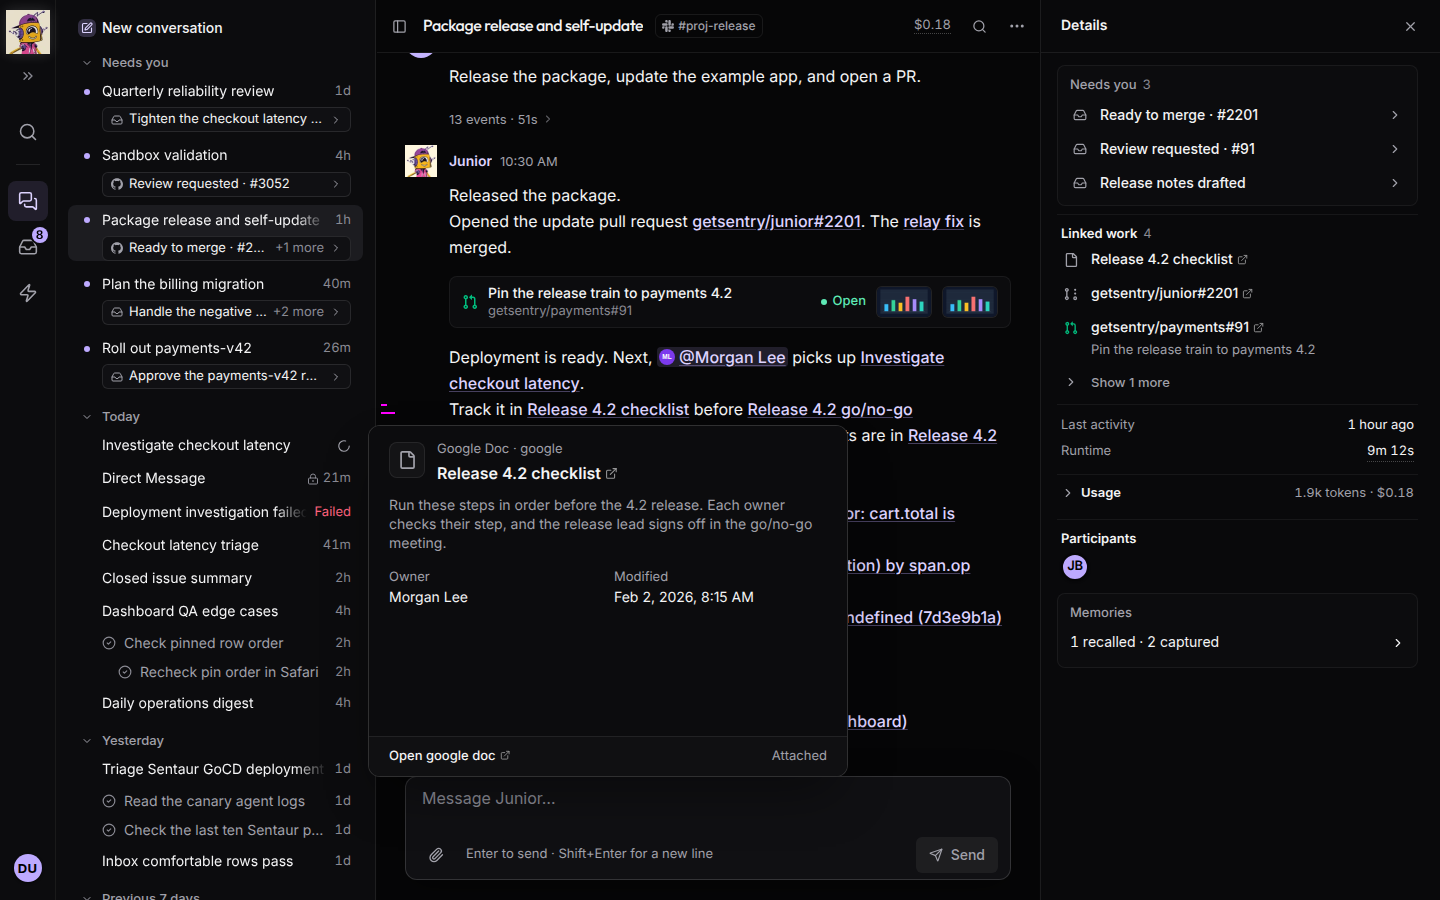 New conversation
Needs you
Quarterly reliability review 1d
Tighten the checkout latency ...
Sandbox validation 4h
Review requested · #3052
Package release and self-update 1h
Ready to merge · #2... +1 more
Plan the billing migration 40m
Handle the negative ... +2 more
Roll out payments-v42 26m
Approve the payments-v42 r...
Today
Investigate checkout latency
Direct Message 21m
Deployment investigation failed Failed
Checkout latency triage 41m
Closed issue summary 2h
Dashboard QA edge cases 4h
Check pinned row order 2h
Recheck pin order in Safari 2h
Daily operations digest 4h
Yesterday
Triage Sentaur GoCD deployment 1d
Read the canary agent logs 1d
Check the last ten Sentaur p... 1d
Inbox comfortable rows pass 1d
Previous 7 days
8
DU
Package release and self-update #proj-release $0.18
Release the package, update the example app, and open a PR.
13 events · 51s
Junior 10:30 AM
Released the package.
Opened the update pull request getsentry/junior#2201. The relay fix is
merged.
Pin the release train to payments 4.2
getsentry/payments#91
Open
Deployment is ready. Next, ML @Morgan Lee picks up Investigate
checkout latency.
Track it in Release 4.2 checklist before Release 4.2 go/no-go
s are in Release 4.2
or: cart.total is
tion) by span.op
ndefined (7d3e9b1a)
hboard)
Google Doc · google
Release 4.2 checklist
Run these steps in order before the 4.2 release. Each owner
checks their step, and the release lead signs off in the go/no-go
meeting.
Owner Modified
Morgan Lee Feb 2, 2026, 8:15 AM
Open google doc Attached
Message Junior...
Enter to send · Shift+Enter for a new line
Send
Details
Needs you 3
Ready to merge · #2201
Review requested · #91
Release notes drafted
Linked work 4
Release 4.2 checklist
getsentry/junior#2201
getsentry/payments#91
Pin the release train to payments 4.2
Show 1 more
Last activity 1 hour ago
Runtime 9m 12s
Usage 1.9k tokens · $0.18
Participants
JB
Memories
1 recalled · 2 captured